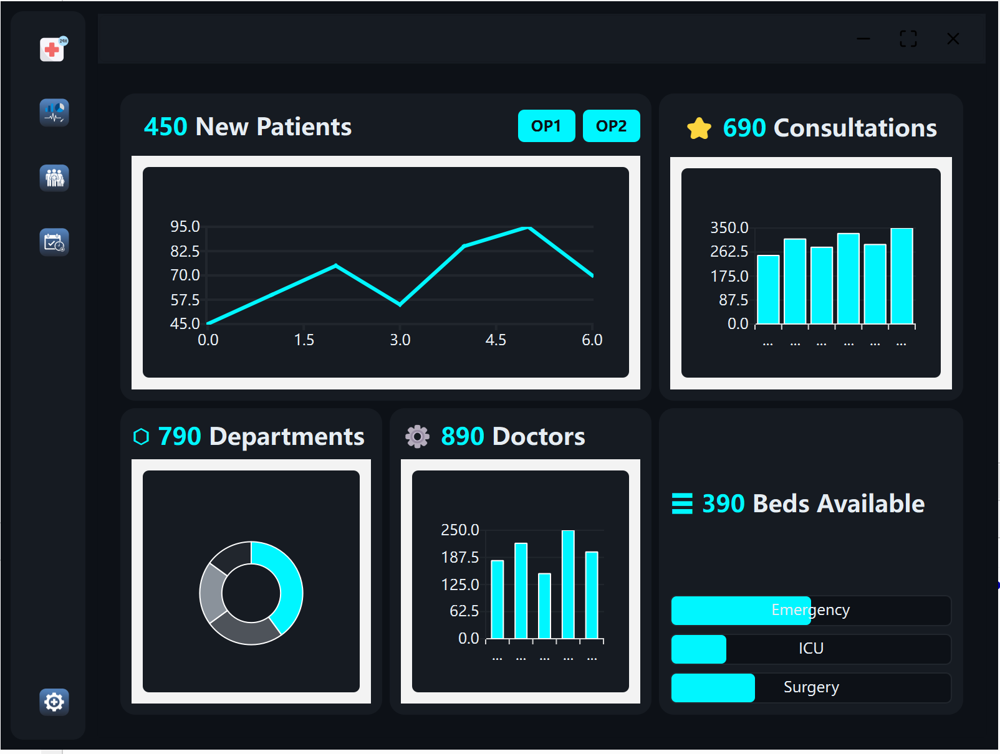 24H
450 New Patients
OP1
OP2
95.0
82.5
70.0
57.5
45.0
0.0 1.5 3.0 4.5 6.0
690 Consultations
350.0
262.5
175.0
87.5
0.0
... ... ... ... ... ...
790 Departments
890 Doctors
250.0
187.5
125.0
62.5
0.0
... ... ... ... ...
390 Beds Available
Emergency
ICU
Surgery